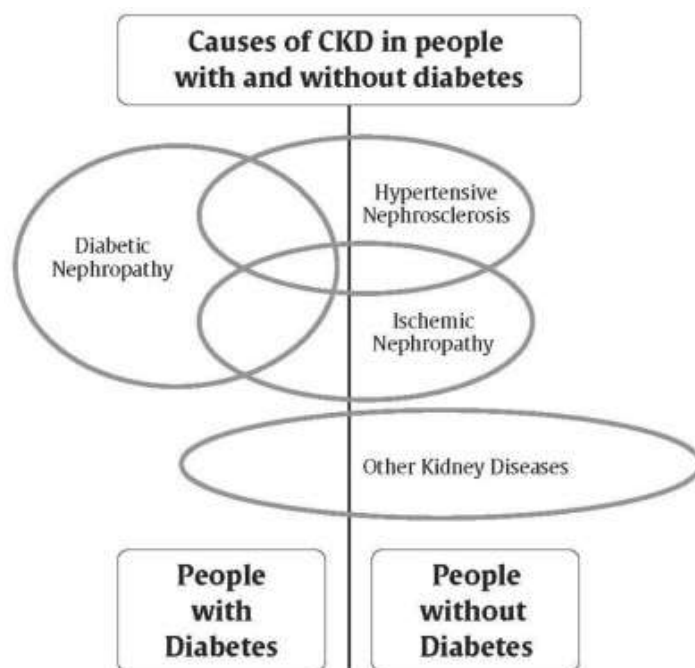 Causes of CKD in people
with and without diabetes
Hypertensive
Nephrosclerosis
Diabetic
Nephropathy
Ischemic
Nephropathy
Other Kidney Diseases
People
with
Diabetes
People
without
Diabetes